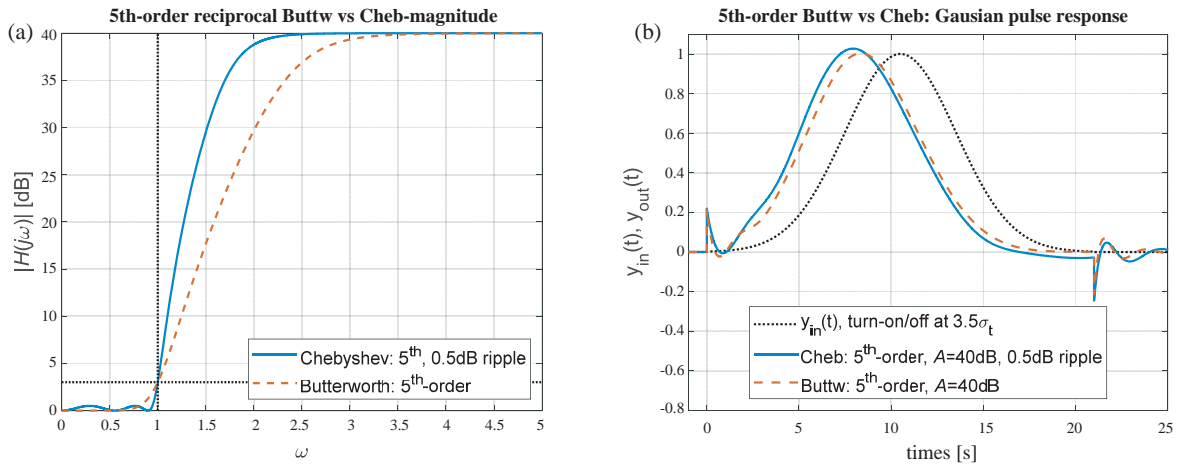 5th-order reciprocal Buttw vs Cheb-magnitude
(a)
|H(jω)| [dB]
40
35
30
25
20
15
10
5
0
0 0.5 1 1.5 2 2.5 3 3.5 4 4.5 5
ω
Chebyshev: 5th, 0.5dB ripple
Butterworth: 5th-order
5th-order Buttw vs Cheb: Gausian pulse response
(b)
y_in(t), y_out(t)
1
0.8
0.6
0.4
0.2
0
-0.2
-0.4
-0.6
-0.8
0 5 10 15 20 25
times [s]
y_in(t), turn-on/off at 3.5σ_t
Cheb: 5th-order, A=40dB, 0.5dB ripple
Buttw: 5th-order, A=40dB